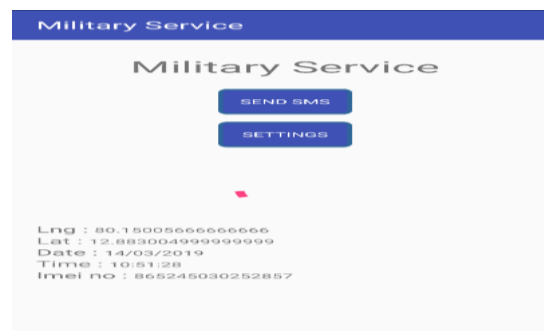 Military Service
Military Service
SEND SMS
SETTINGS
Lng : 80.15005666666666
Lat : 12.883004999999999
Date : 14/03/2019
Time : 10:51:28
Imei no : 865245030252857